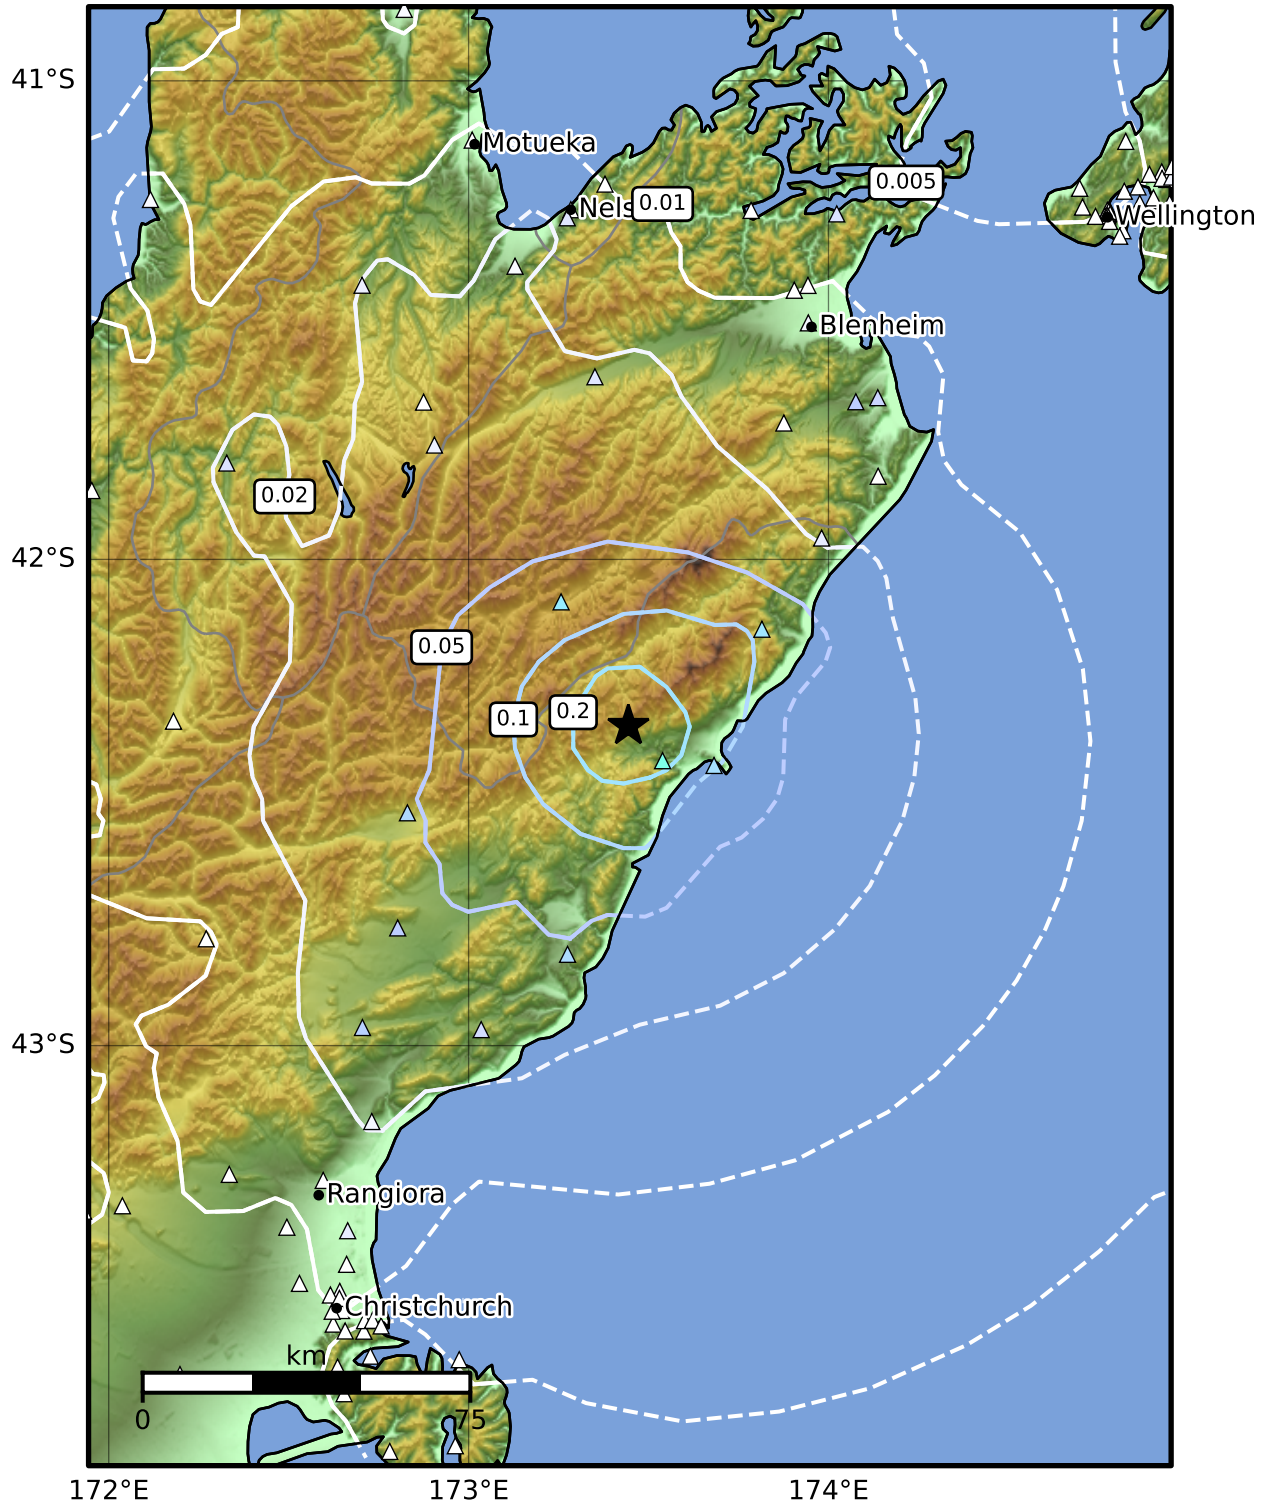 41°S
Motueka
0.005
Nels
0.01
Wellington
Blenheim
0.02
42°S
0.05
0.1
0.2
43°S
Rangiora
Christchurch
km
0
75
172°E
173°E
174°E